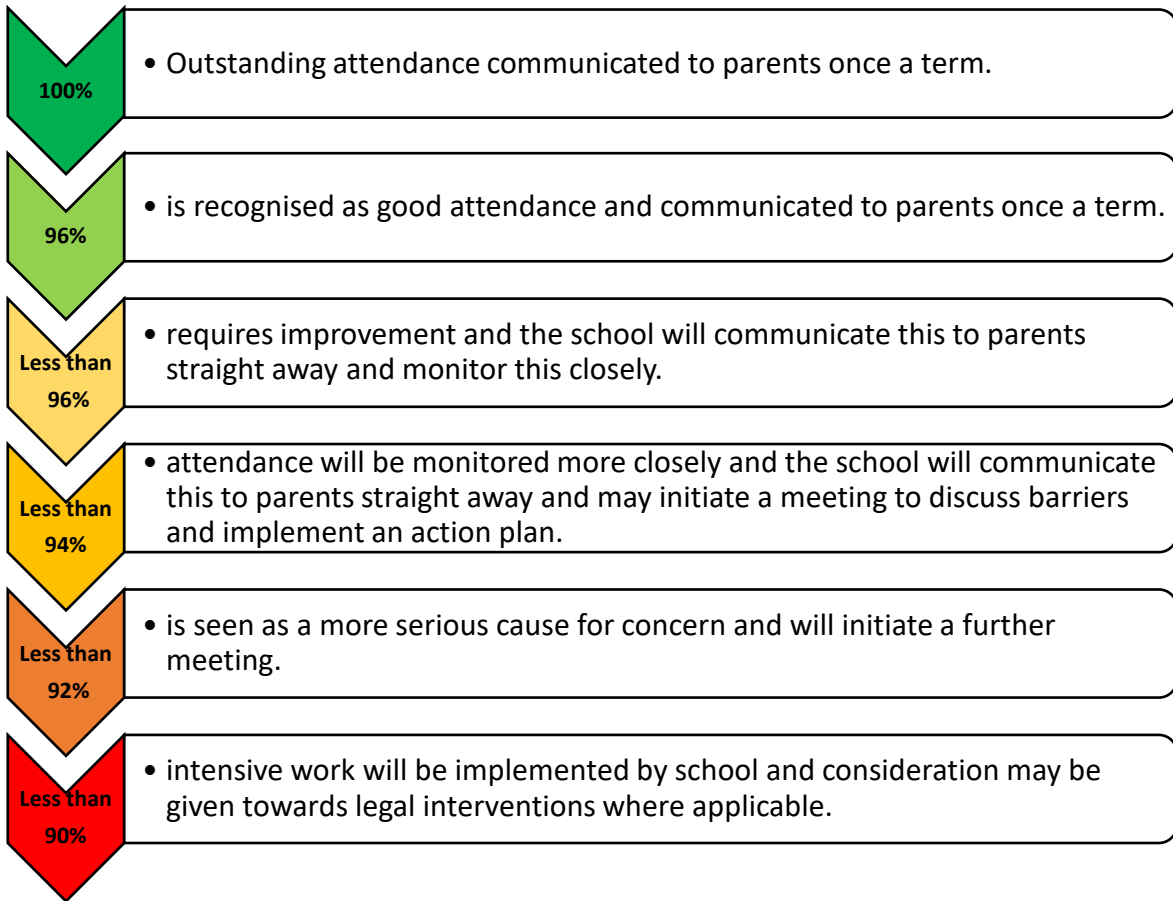 100%
• Outstanding attendance communicated to parents once a term.
96%
• is recognised as good attendance and communicated to parents once a term.
Less than
96%
• requires improvement and the school will communicate this to parents
straight away and monitor this closely.
Less than
94%
• attendance will be monitored more closely and the school will communicate
this to parents straight away and may initiate a meeting to discuss barriers
and implement an action plan.
Less than
92%
• is seen as a more serious cause for concern and will initiate a further
meeting.
Less than
90%
• intensive work will be implemented by school and consideration may be
given towards legal interventions where applicable.